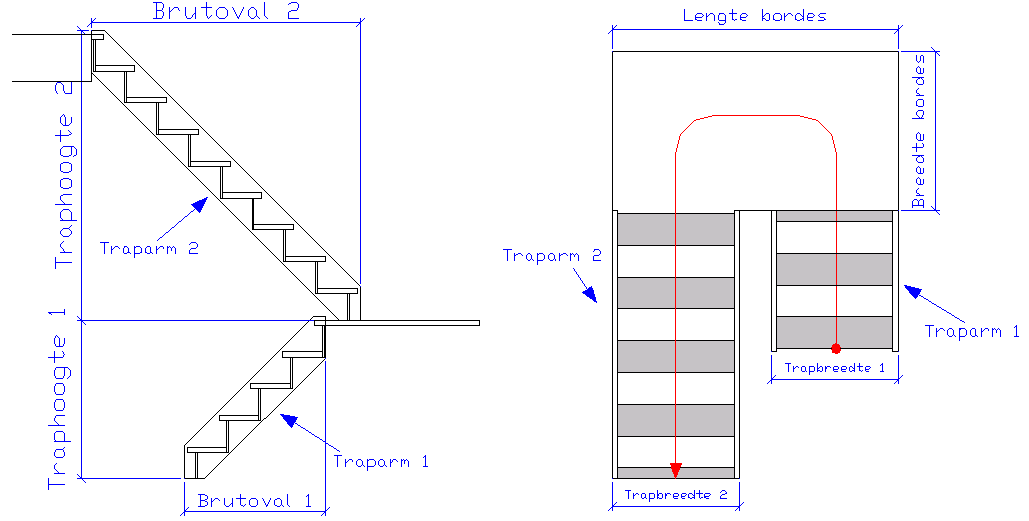 Brutoval 2
Traphoogte 2
Traparm 2
Traphoogte 1
Traparm 1
Brutoval 1
Lengte bordes
Breedte bordes
Traparm 2
Traparm 1
Trapbreedte 1
Trapbreedte 2